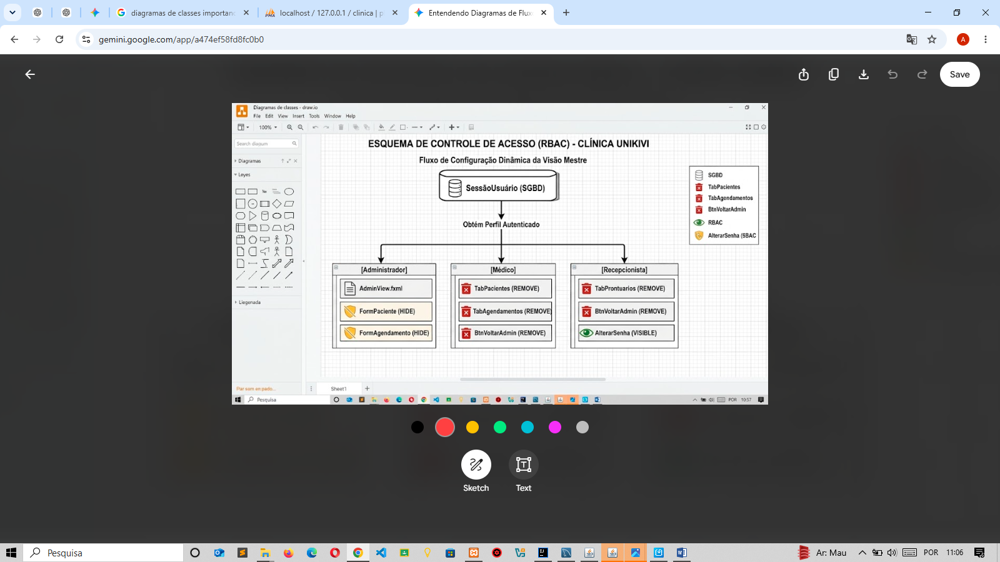 diagramas de classes importanc
localhost / 127.0.0.1 / clinica | p
Entendendo Diagramas de Flux
gemini.google.com/app/a474ef58fd8fc0b0
A
Save
Diagramas de classes - draw.io
File Edit View Insert Tools Window Help
100%
Search diagum
Diagramas
Leyes
Liegenada
Par som en pado...
ESQUEMA DE CONTROLE DE ACESSO (RBAC) - CLÍNICA UNIKIVI
Fluxo de Configuração Dinâmica da Visão Mestre
SessãoUsuário (SGBD)
Obtém Perfil Autenticado
[Administrador]
AdminView.fxml
FormPaciente (HIDE)
FormAgendamento (HIDE)
[Médico]
TabPacientes (REMOVE)
TabAgendamentos (REMOVE)
BtnVoltarAdmin (REMOVE)
[Recepcionista]
TabProntuarios (REMOVE)
BtnVoltarAdmin (REMOVE)
AlterarSenha (VISIBLE)
SGBD
TabPacientes
TabAgendamentos
BtnVoltarAdmin
RBAC
AlterarSenha (6BAC
Sheet1
Pesquisa
POR 10:57
Sketch
Text
Pesquisa
Ar: Mau
POR 11:06